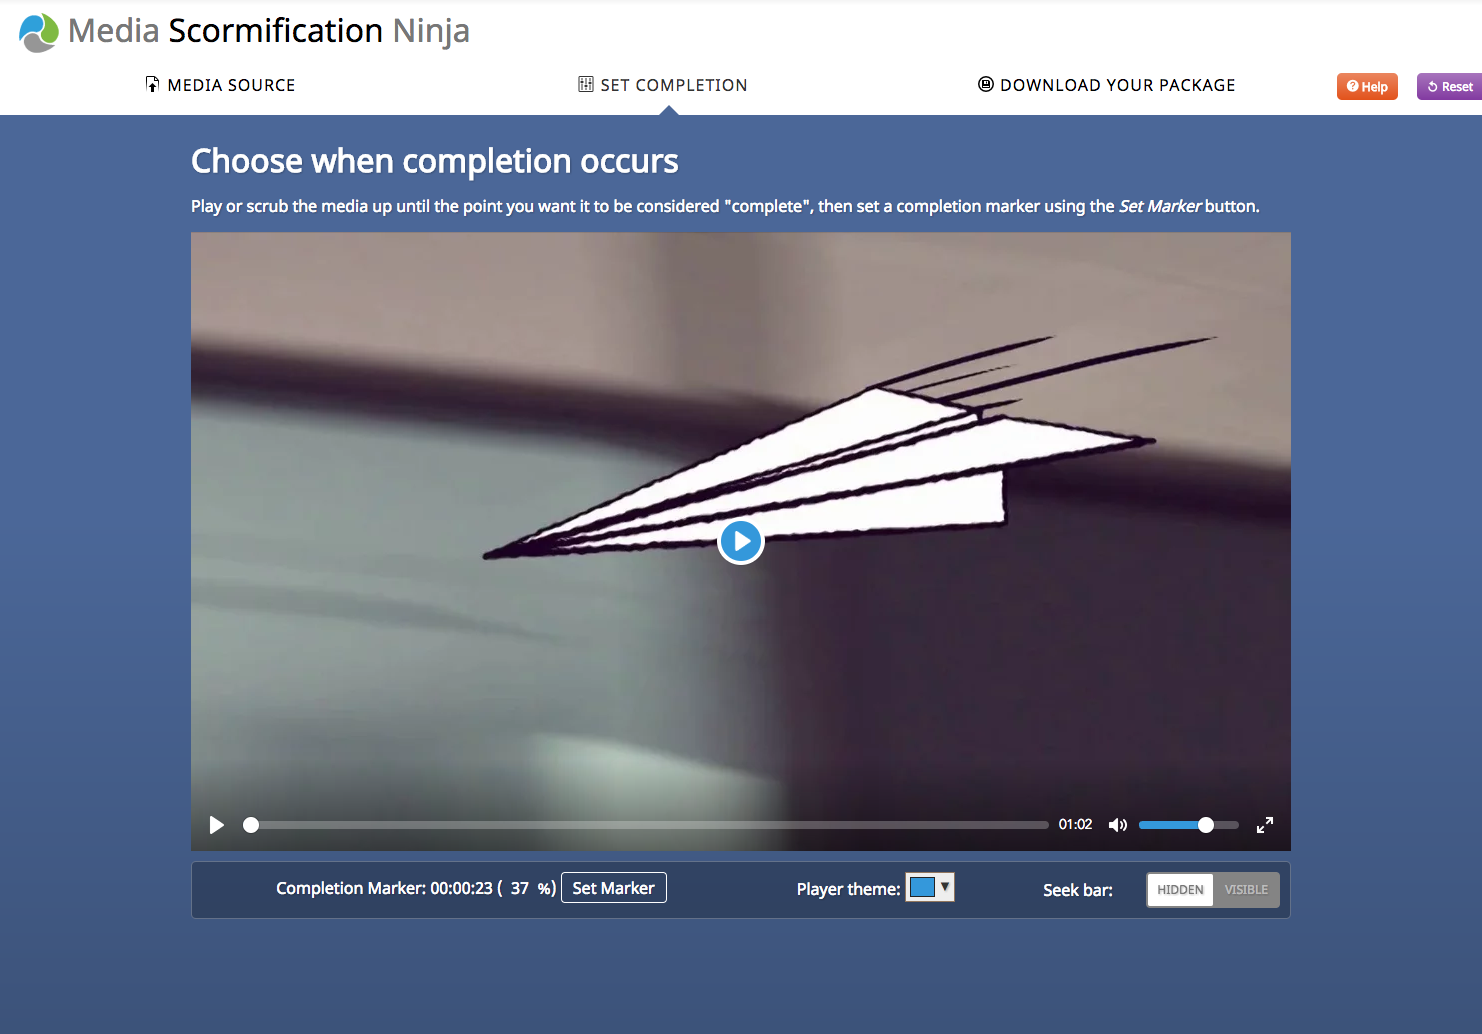 Media Scormification Ninja
MEDIA SOURCE
SET COMPLETION
DOWNLOAD YOUR PACKAGE
Help
Reset
Choose when completion occurs
Play or scrub the media up until the point you want it to be considered "complete", then set a completion marker using the Set Marker button.
01:02
Completion Marker: 00:00:23 ( 37 %) Set Marker
Player theme:
Seek bar:
HIDDEN
VISIBLE